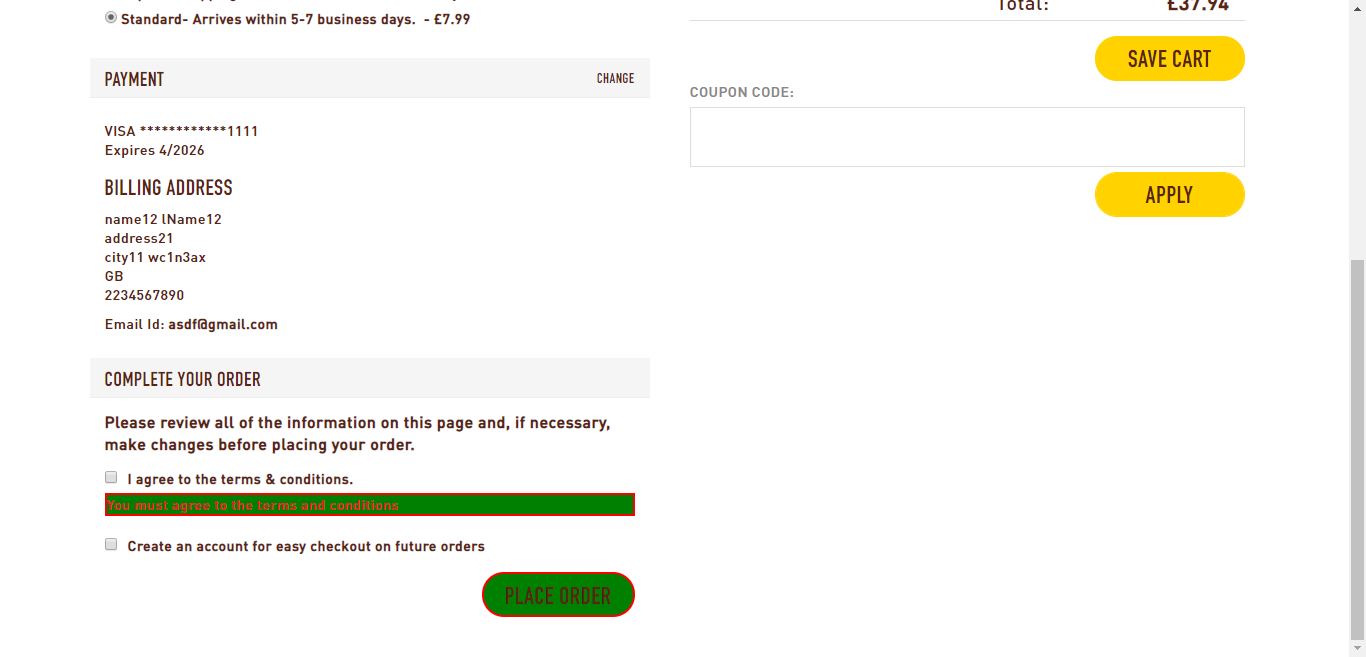 Standard- Arrives within 5-7 business days. - £7.99
PAYMENT
CHANGE
VISA ************1111
Expires 4/2026
BILLING ADDRESS
name12 lName12
address21
city11 wc1n3ax
GB
2234567890
Email Id: asdf@gmail.com
COMPLETE YOUR ORDER
Please review all of the information on this page and, if necessary,
make changes before placing your order.
I agree to the terms & conditions.
You must agree to the terms and conditions
Create an account for easy checkout on future orders
PLACE ORDER
Total: £37.94
SAVE CART
COUPON CODE:
APPLY